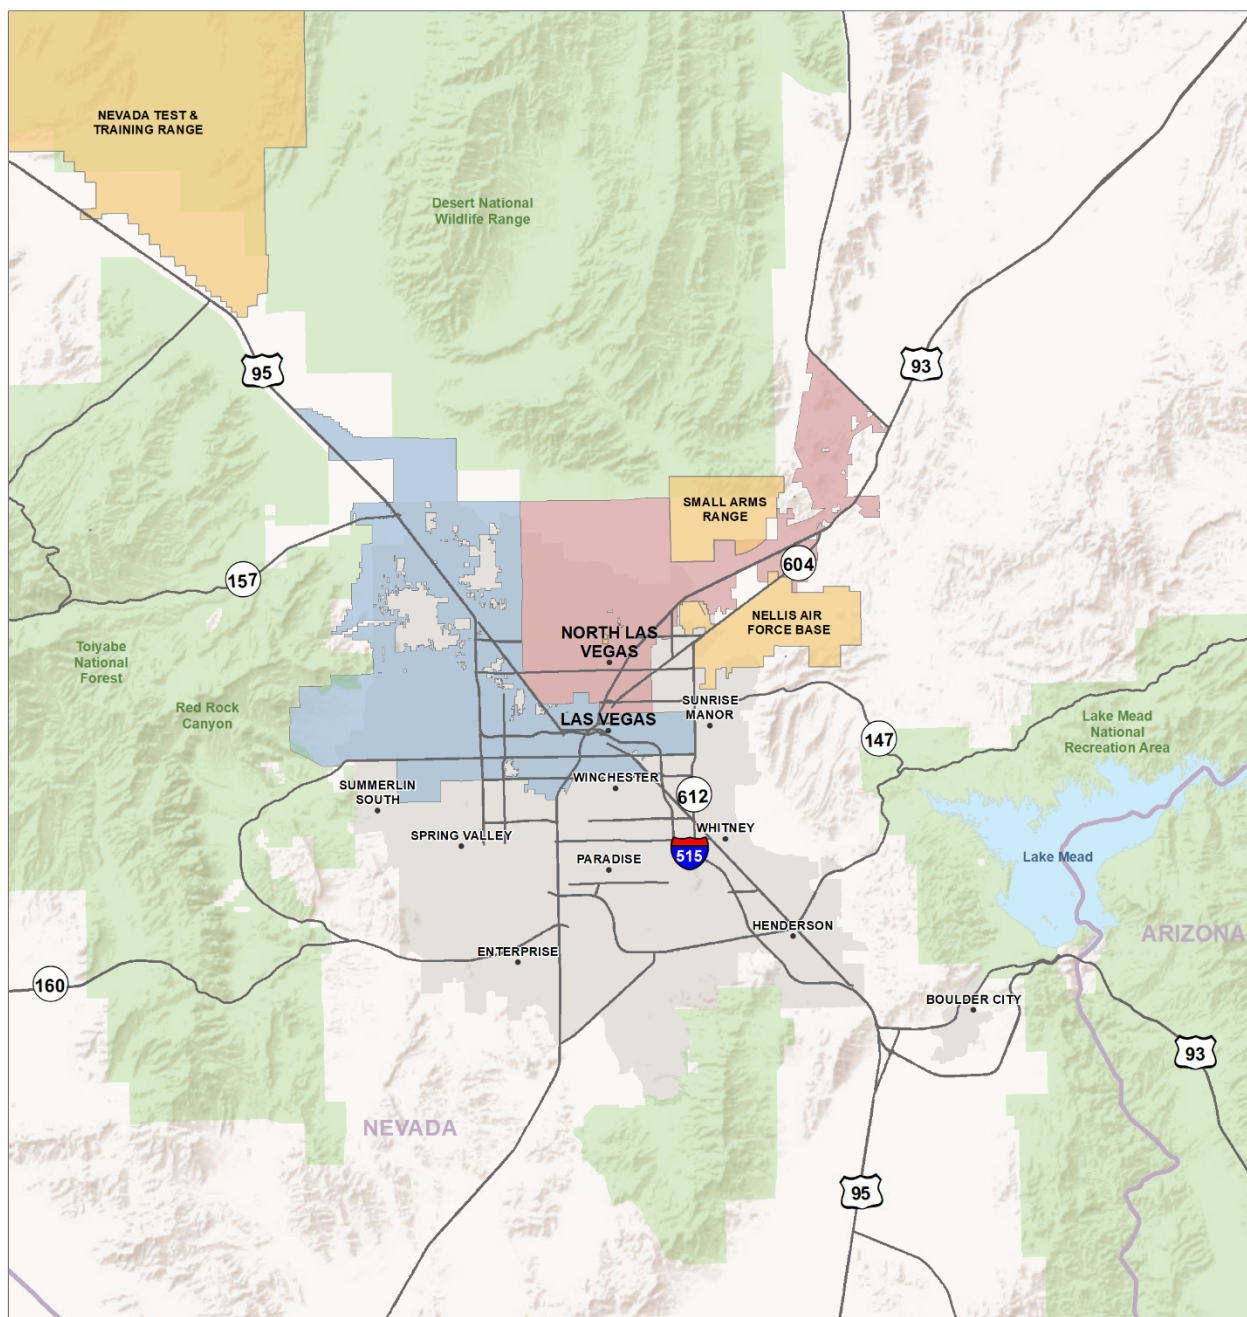 NEVADA TEST &
TRAINING RANGE
Desert National
Wildlife Range
95
93
SMALL ARMS
RANGE
604
157
NELLIS AIR
FORCE BASE
NORTH LAS
VEGAS
Toiyabe
National
Forest
Red Rock
Canyon
SUNRISE
MANOR
LAS VEGAS
147
Lake Mead
National
Recreation Area
SUMMERLIN
SOUTH
WINCHESTER
612
SPRING VALLEY
WHITNEY
PARADISE
515
Lake Mead
HENDERSON
ARIZONA
ENTERPRISE
160
BOULDER CITY
93
NEVADA
95